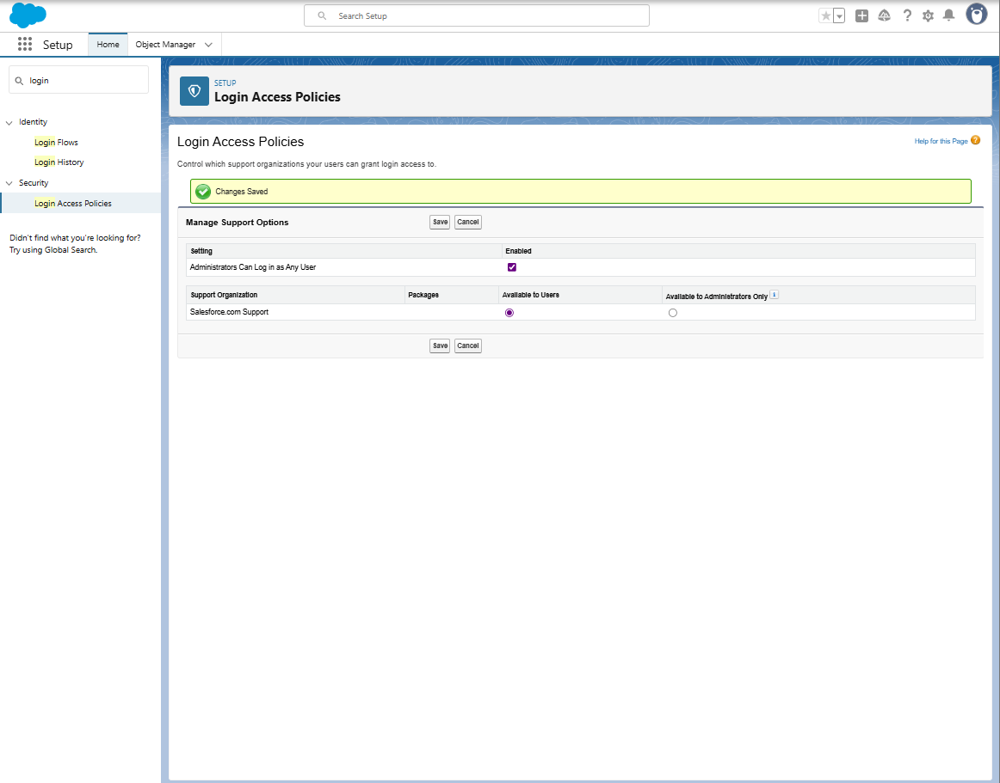 Search Setup
Setup
Home
Object Manager
login
Identity
Login Flows
Login History
Security
Login Access Policies
Didn't find what you're looking for?
Try using Global Search.
SETUP
Login Access Policies
Login Access Policies
Help for this Page ?
Control which support organizations your users can grant login access to.
Changes Saved
Manage Support Options Save Cancel
Setting Enabled
Administrators Can Log in as Any User
Support Organization Packages Available to Users Available to Administrators Only i
Salesforce.com Support
Save Cancel